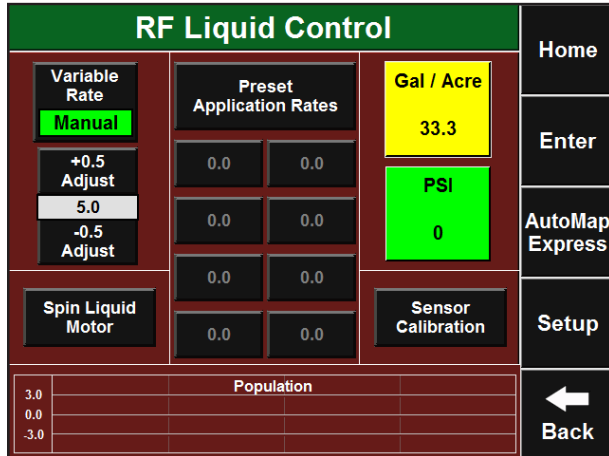 RF Liquid Control
Variable
Rate
Manual
+0.5
Adjust
5.0
-0.5
Adjust
Spin Liquid
Motor
Preset
Application Rates
0.0 0.0
0.0 0.0
0.0 0.0
0.0 0.0
Gal / Acre
33.3
PSI
0
Sensor
Calibration
Population
3.0
0.0
-3.0
Home
Enter
AutoMap
Express
Setup
Back